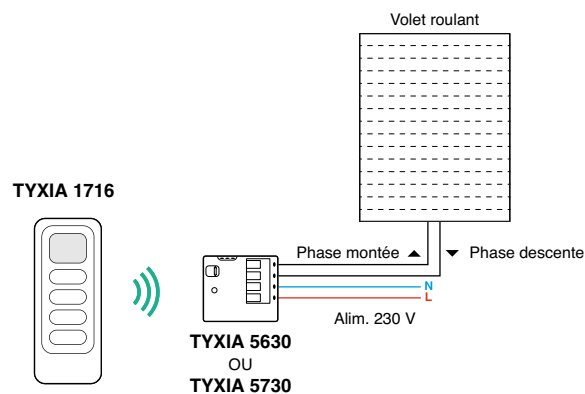 Volet roulant
TYXIA 1716
Phase montée
Phase descente
N
L
Alim. 230 V
TYXIA 5630
OU
TYXIA 5730